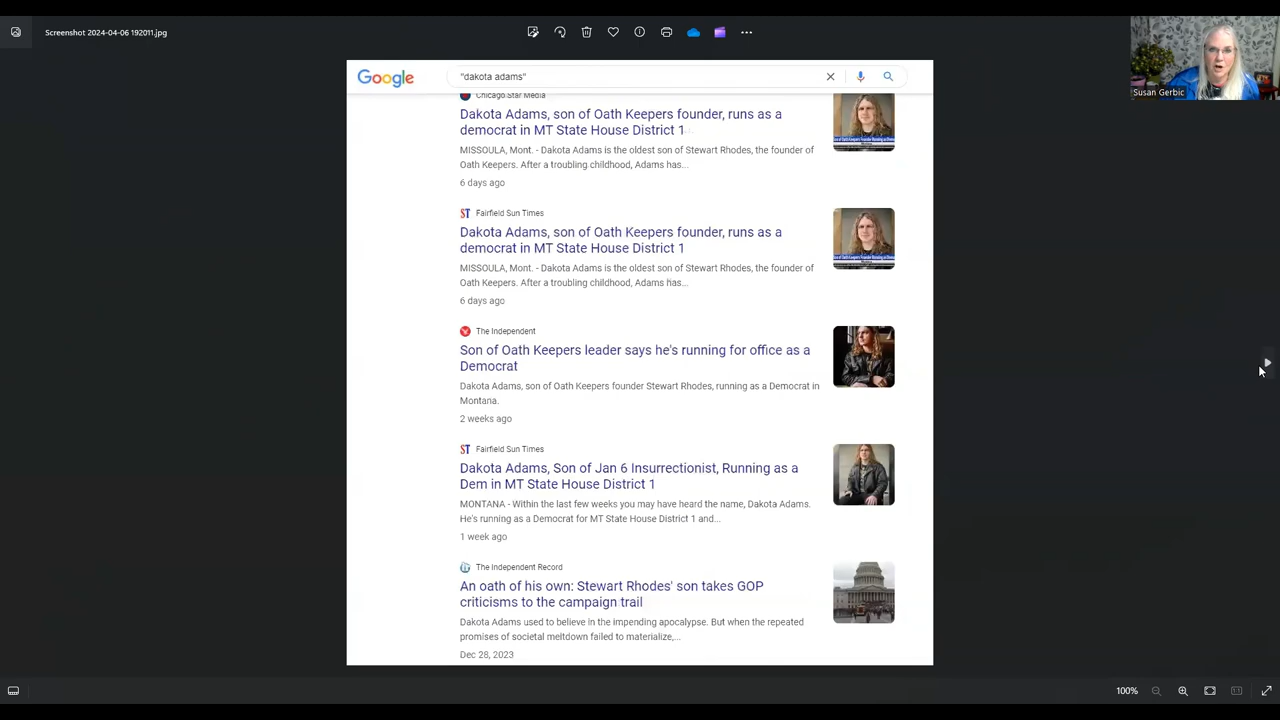 Screenshot 2024-04-06 192011.jpg
Susan Gerbic
Google
"dakota adams"
Chicago Star Media
Dakota Adams, son of Oath Keepers founder, runs as a
democrat in MT State House District 1
MISSOULA, Mont. - Dakota Adams is the oldest son of Stewart Rhodes, the founder of
Oath Keepers. After a troubling childhood, Adams has...
6 days ago
ST Fairfield Sun Times
Dakota Adams, son of Oath Keepers founder, runs as a
democrat in MT State House District 1
MISSOULA, Mont. - Dakota Adams is the oldest son of Stewart Rhodes, the founder of
Oath Keepers. After a troubling childhood, Adams has...
6 days ago
The Independent
Son of Oath Keepers leader says he's running for office as a
Democrat
Dakota Adams, son of Oath Keepers founder Stewart Rhodes, running as a Democrat in
Montana.
2 weeks ago
ST Fairfield Sun Times
Dakota Adams, Son of Jan 6 Insurrectionist, Running as a
Dem in MT State House District 1
MONTANA - Within the last few weeks you may have heard the name, Dakota Adams.
He's running as a Democrat for MT State House District 1 and...
1 week ago
The Independent Record
An oath of his own: Stewart Rhodes' son takes GOP
criticisms to the campaign trail
Dakota Adams used to believe in the impending apocalypse. But when the repeated
promises of societal meltdown failed to materialize,...
Dec 28, 2023
100%